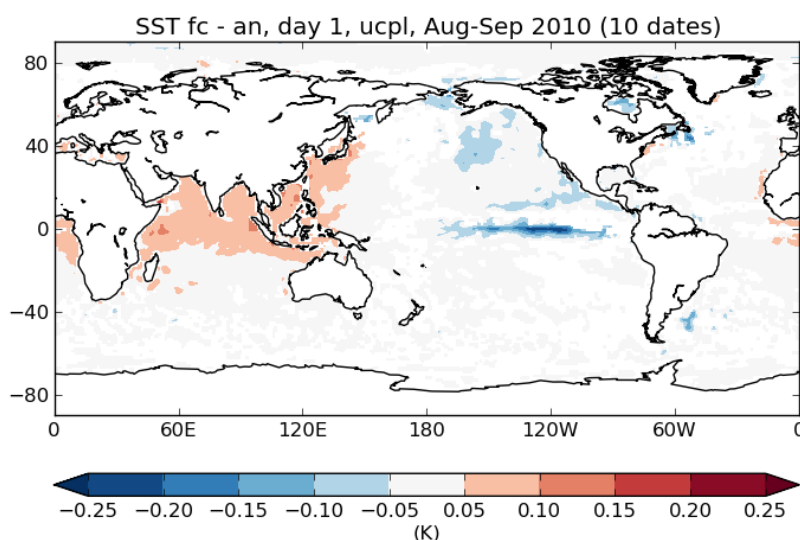 SST fc - an, day 1, ucpl, Aug-Sep 2010 (10 dates)
80
40
0
−40
−80
0 60E 120E 180 120W 60W 0
−0.25 −0.20 −0.15 −0.10 −0.05 0.05 0.10 0.15 0.20 0.25
(K)